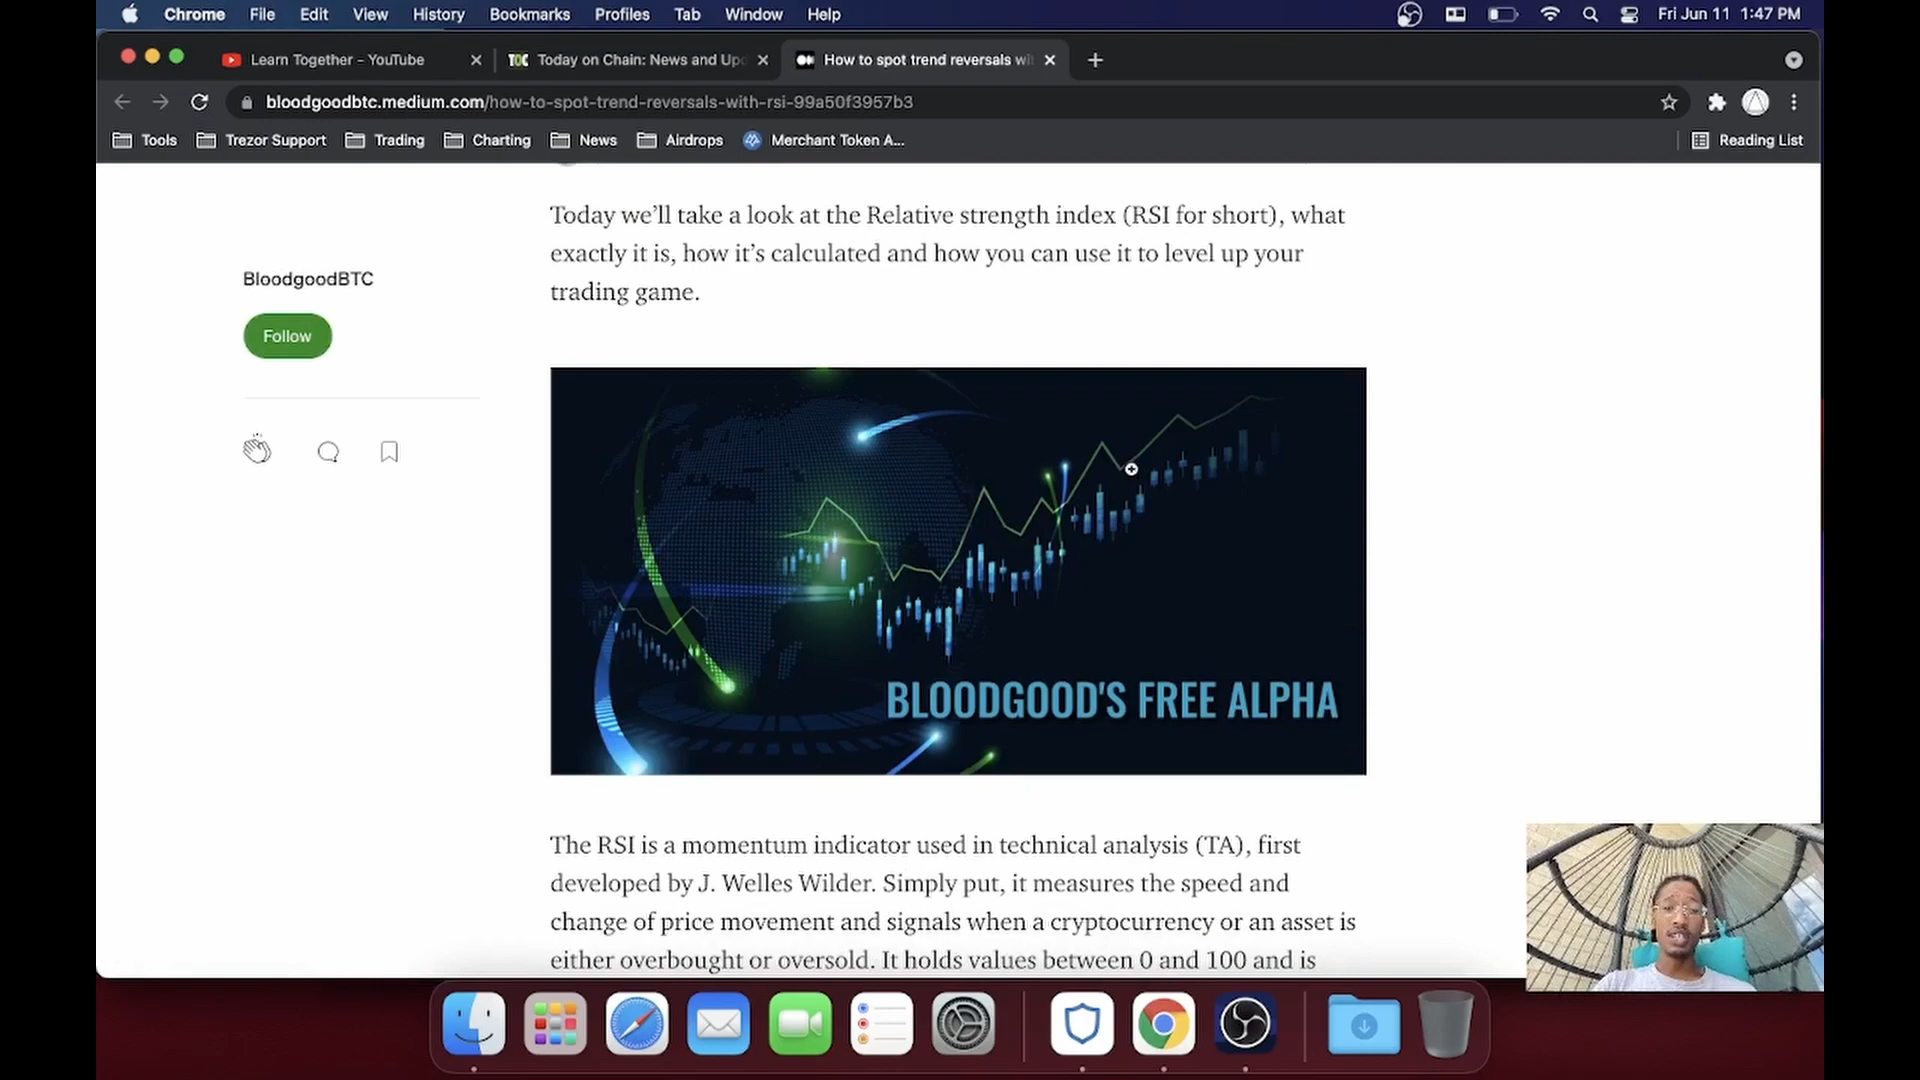 Chrome File Edit View History Bookmarks Profiles Tab Window Help Fri Jun 11 1:47 PM
Learn Together - YouTube TOC Today on Chain: News and Upd How to spot trend reversals wi
bloodgoodbtc.medium.com/how-to-spot-trend-reversals-with-rsi-99a50f3957b3
Tools Trezor Support Trading Charting News Airdrops Merchant Token A... Reading List
Today we’ll take a look at the Relative strength index (RSI for short), what
exactly it is, how it’s calculated and how you can use it to level up your
trading game.
BloodgoodBTC
Follow
BLOODGOOD'S FREE ALPHA
The RSI is a momentum indicator used in technical analysis (TA), first
developed by J. Welles Wilder. Simply put, it measures the speed and
change of price movement and signals when a cryptocurrency or an asset is
either overbought or oversold. It holds values between 0 and 100 and is